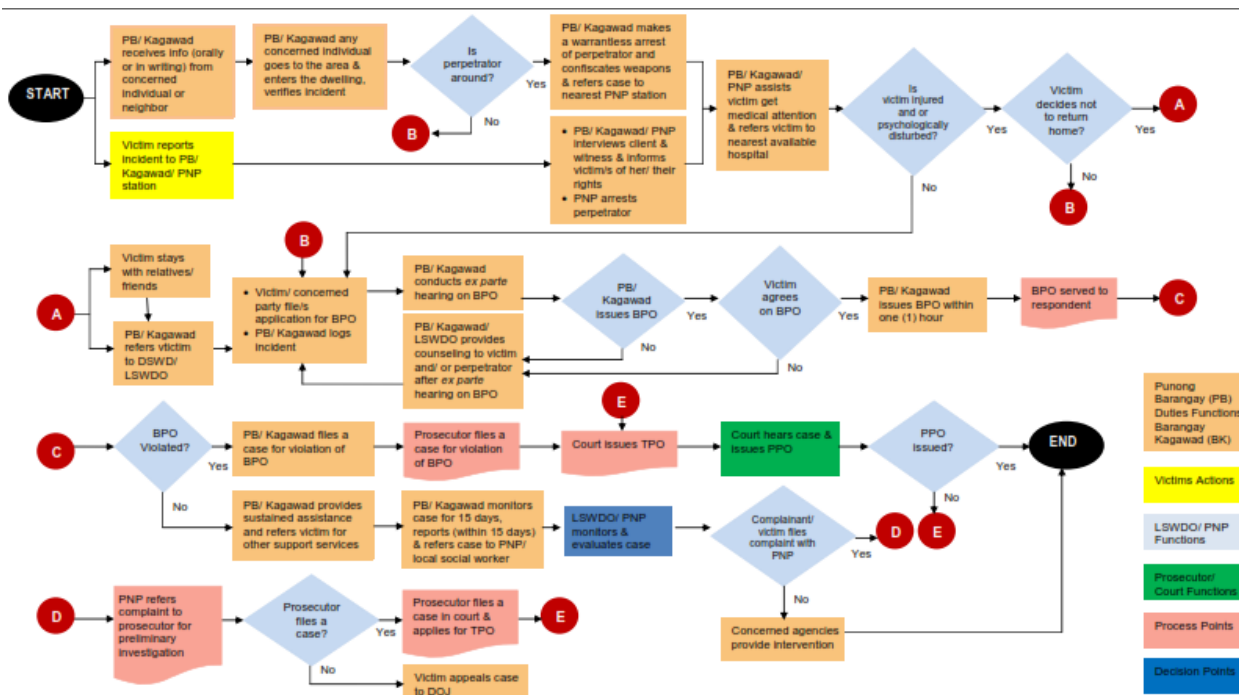 START
PB/ Kagawad
receives info (orally
or in writing) from
concerned
individual or
neighbor
PB/ Kagawad any
concerned individual
goes to the area &
enters the dwelling,
verifies incident
Is
perpetrator
around?
Yes
No
B
PB/ Kagawad makes
a warrantless arrest
of perpetrator and
confiscates weapons
& refers case to
nearest PNP station
Victim reports
incident to PB/
Kagawad/ PNP
station
• PB/ Kagawad/ PNP
interviews client &
witness & informs
victim/s of her/ their
rights
• PNP arrests
perpetrator
PB/ Kagawad/
PNP assists
victim get
medical attention
& refers victim to
nearest available
hospital
Is
victim injured
and or
psychologically
disturbed?
Yes
No
Victim
decides not
to return
home?
Yes
A
No
B
A
Victim stays
with relatives/
friends
PB/ Kagawad
refers vtictim
to DSWD/
LSWDO
B
• Victim/ concerned
party file/s
application for BPO
• PB/ Kagawad logs
incident
PB/ Kagawad
conducts ex parte
hearing on BPO
PB/ Kagawad/
LSWDO provides
counseling to victim
and/ or perpetrator
after ex parte
hearing on BPO
PB/
Kagawad
issues BPO
Yes
No
Victim
agrees
on BPO
Yes
No
PB/ Kagawad
issues BPO within
one (1) hour
BPO served to
respondent
C
C
BPO
Violated?
Yes
No
PB/ Kagawad files a
case for violation of
BPO
Prosecutor files a
case for violation
of BPO
E
Court issues TPO
Court hears case &
Issues PPO
PPO
issued?
Yes
No
E
END
PB/ Kagawad provides
sustained assistance
and refers victim for
other support services
PB/ Kagawad monitors
case for 15 days,
reports (within 15 days)
& refers case to PNP/
local social worker
LSWDO/ PNP
monitors &
evaluates case
Complainant/
victim files
complaint with
PNP
Yes
D
No
Concerned agencies
provide intervention
D
PNP refers
complaint to
prosecutor for
preliminary
investigation
Prosecutor
files a
case?
Yes
No
Prosecutor files a
case in court &
applies for TPO
E
Victim appeals case
to DOJ
Punong
Barangay (PB)
Duties Functions
Barangay
Kagawad (BK)
Victims Actions
LSWDO/ PNP
Functions
Prosecutor/
Court Functions
Process Points
Decision Points